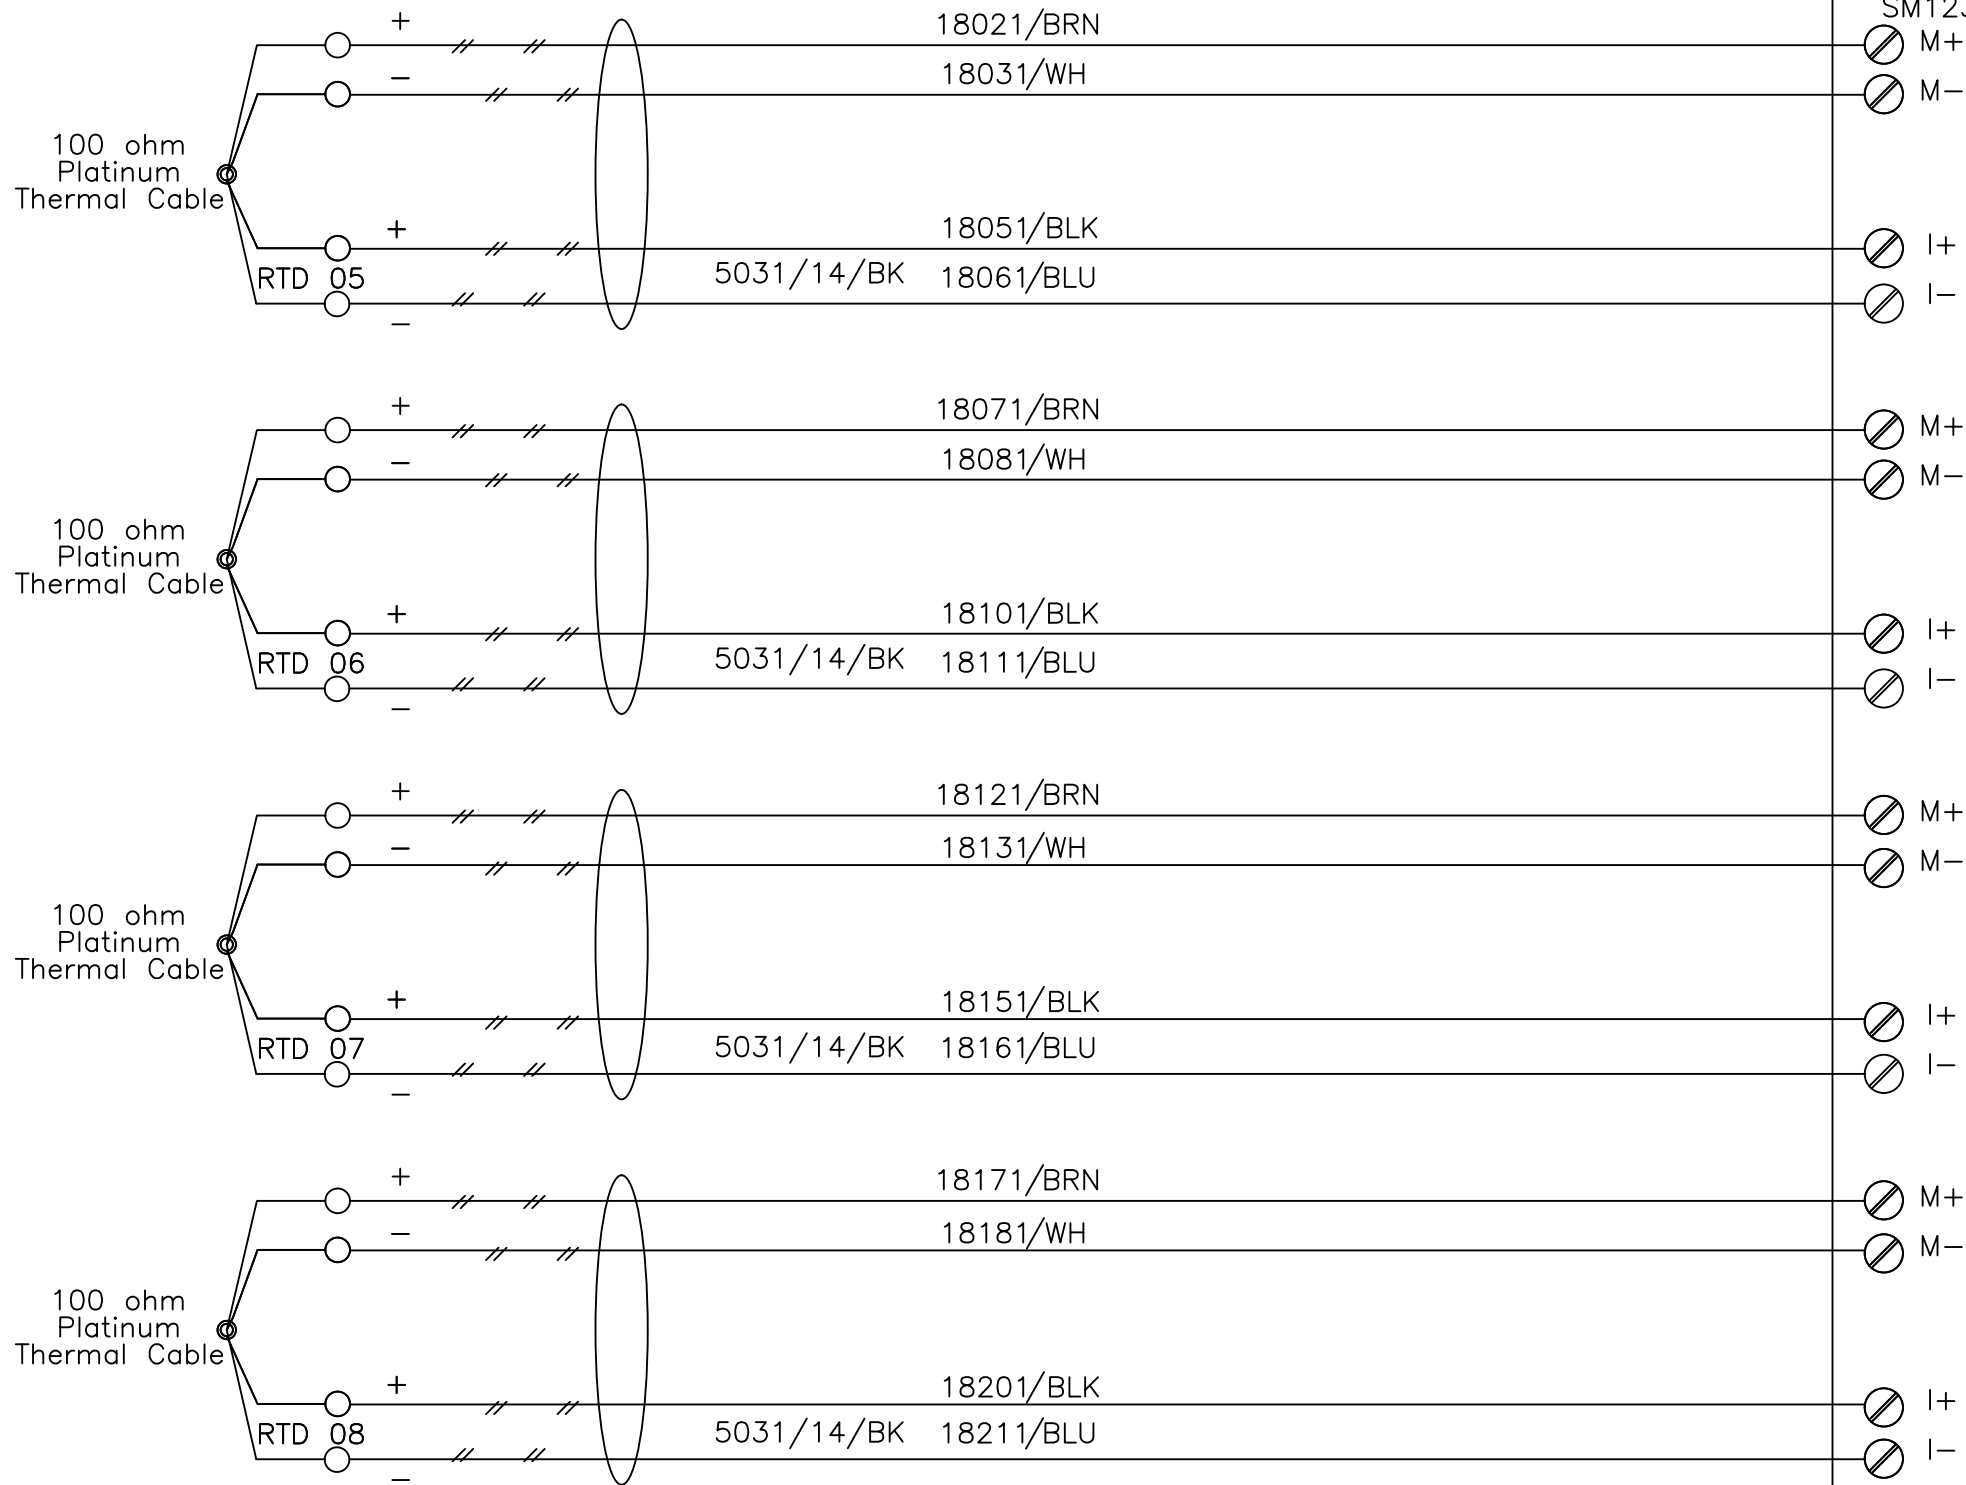 SM123
+
18021/BRN
M+
−
18031/WH
M−
100 ohm
Platinum
Thermal Cable
+
18051/BLK
I+
RTD 05
5031/14/BK 18061/BLU
I−
−
+
18071/BRN
M+
−
18081/WH
M−
100 ohm
Platinum
Thermal Cable
+
18101/BLK
I+
RTD 06
5031/14/BK 18111/BLU
I−
−
+
18121/BRN
M+
−
18131/WH
M−
100 ohm
Platinum
Thermal Cable
+
18151/BLK
I+
RTD 07
5031/14/BK 18161/BLU
I−
−
+
18171/BRN
M+
−
18181/WH
M−
100 ohm
Platinum
Thermal Cable
+
18201/BLK
I+
RTD 08
5031/14/BK 18211/BLU
I−
−